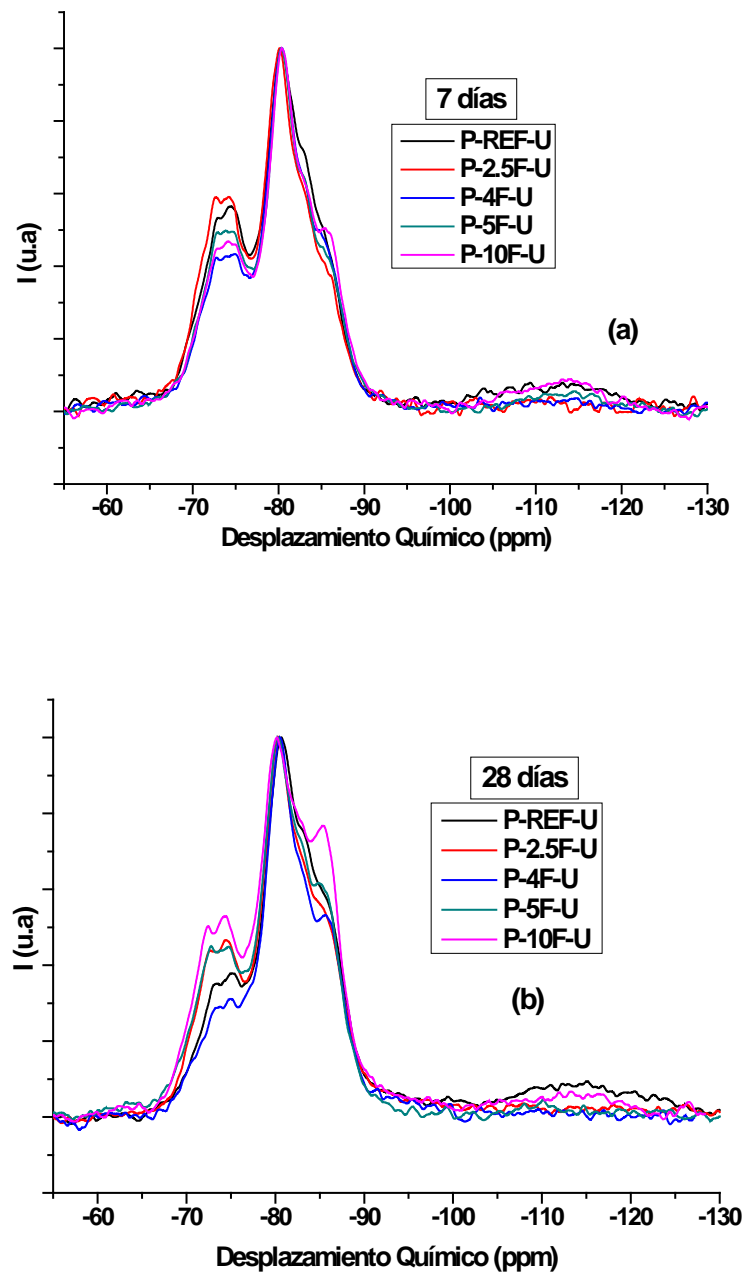 7 días
P-REF-U
P-2.5F-U
P-4F-U
P-5F-U
P-10F-U
(a)
I (u.a)
-60 -70 -80 -90 -100 -110 -120 -130
Desplazamiento Químico (ppm)
28 días
P-REF-U
P-2.5F-U
P-4F-U
P-5F-U
P-10F-U
(b)
I (u.a)
-60 -70 -80 -90 -100 -110 -120 -130
Desplazamiento Químico (ppm)